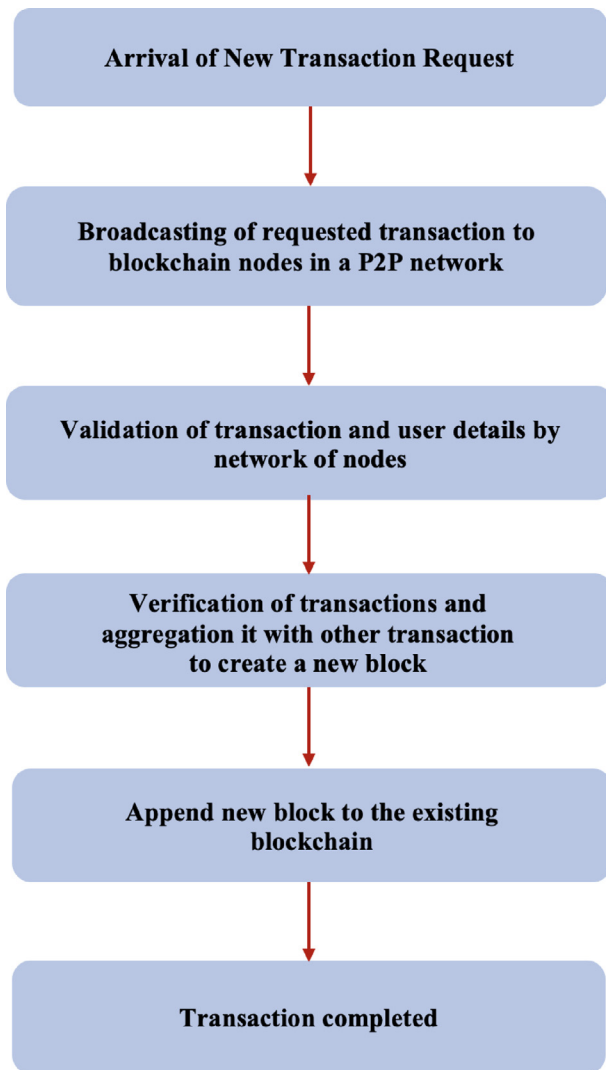 Arrival of New Transaction Request
Broadcasting of requested transaction to
blockchain nodes in a P2P network
Validation of transaction and user details by
network of nodes
Verification of transactions and
aggregation it with other transaction
to create a new block
Append new block to the existing
blockchain
Transaction completed